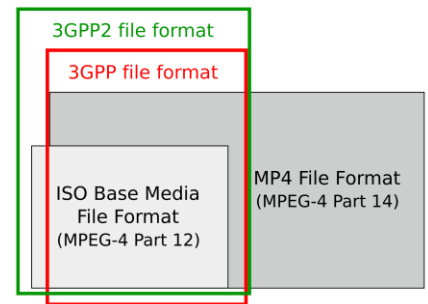 3GPP2 file format
3GPP file format
ISO Base Media
File Format
(MPEG-4 Part 12)
MP4 File Format
(MPEG-4 Part 14)